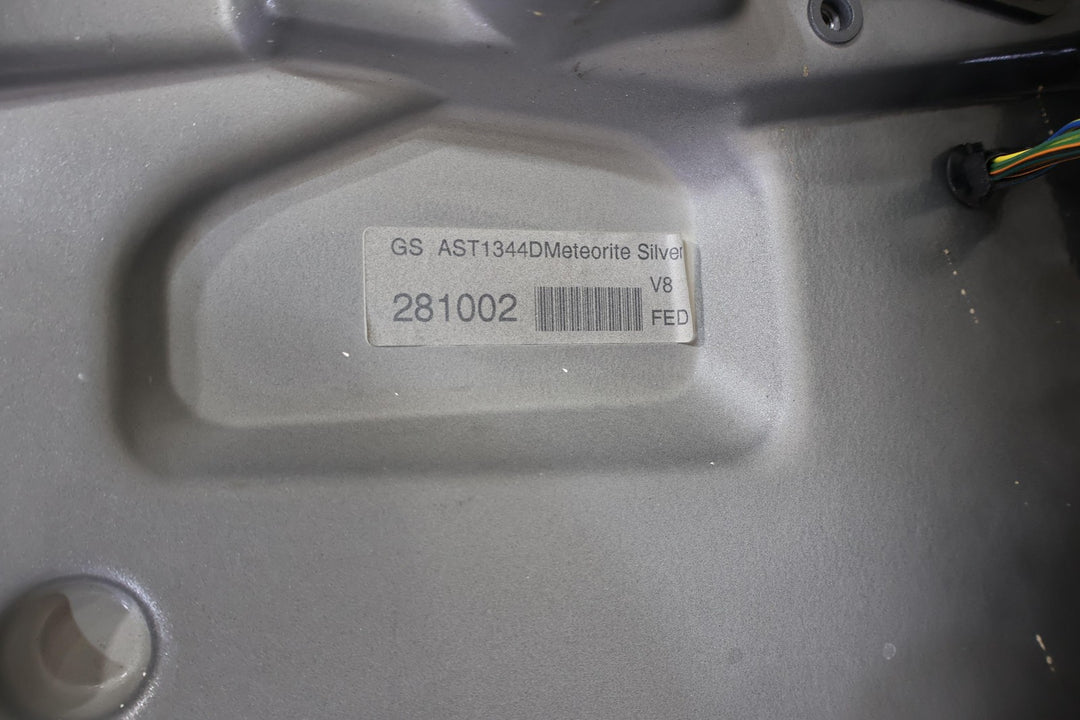 GS AST1344DMeteorite Silver
V8
281002
FED